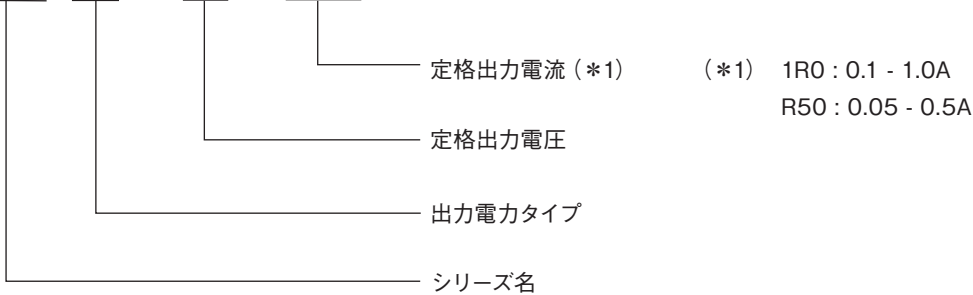 定格出力電流（＊1）　（＊1） 1R0 : 0.1 - 1.0A
R50 : 0.05 - 0.5A
定格出力電圧
出力電力タイプ
シリーズ名